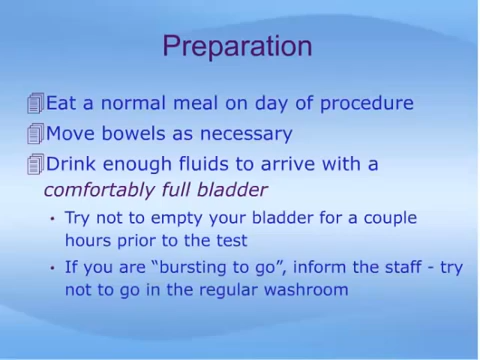 Preparation
Eat a normal meal on day of procedure
Move bowels as necessary
Drink enough fluids to arrive with a
comfortably full bladder
• Try not to empty your bladder for a couple
hours prior to the test
• If you are “bursting to go”, inform the staff - try
not to go in the regular washroom